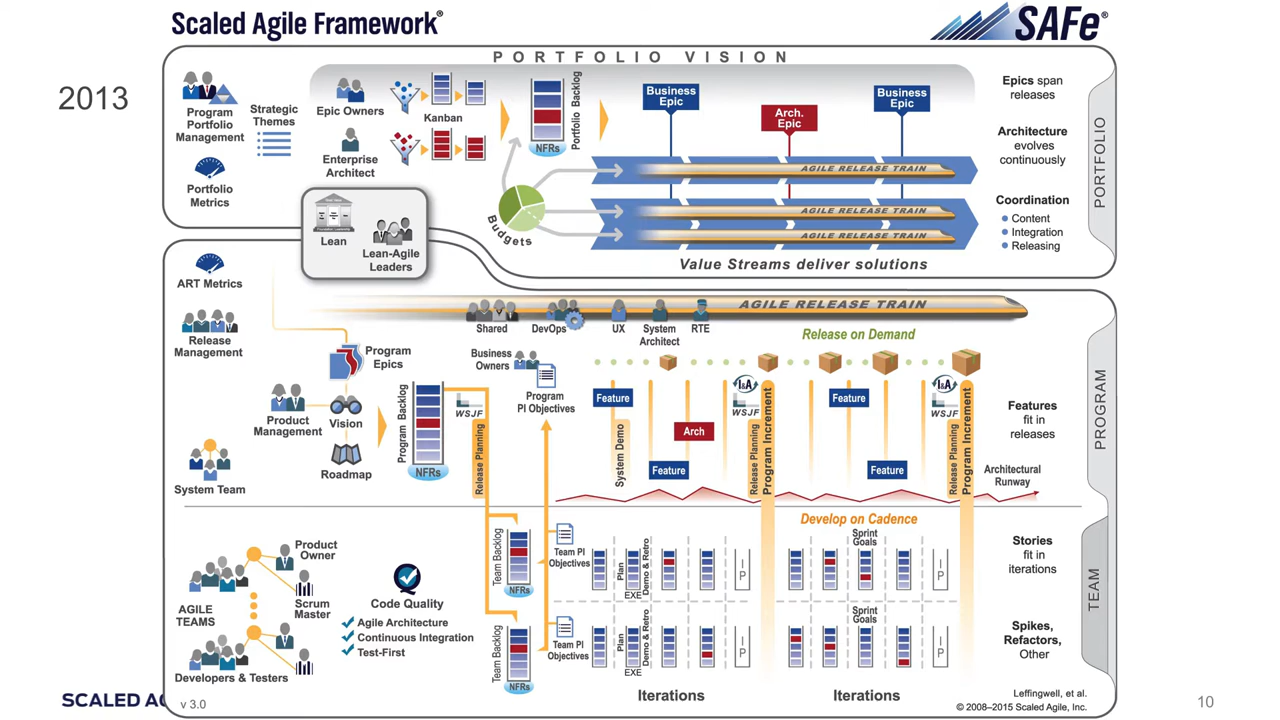 Scaled Agile Framework®
SAFe®
2013
PORTFOLIO VISION
Program
Portfolio
Management
Strategic
Themes
Portfolio
Metrics
Epic Owners
Enterprise
Architect
Kanban
Portfolio Backlog
NFRs
Budgets
Business
Epic
Arch.
Epic
Business
Epic
AGILE RELEASE TRAIN
AGILE RELEASE TRAIN
AGILE RELEASE TRAIN
Value Streams deliver solutions
Epics span
releases
Architecture
evolves
continuously
Coordination
Content
Integration
Releasing
PORTFOLIO
Lean
Lean-Agile
Leaders
ART Metrics
Release
Management
Program
Epics
Product
Management
Vision
Roadmap
System Team
Program Backlog
NFRs
WSJF
Release Planning
AGILE RELEASE TRAIN
Shared
DevOps
UX
System
Architect
RTE
Business
Owners
Program
PI Objectives
Release on Demand
Feature
Arch
Feature
System Demo
I&A
WSJF
Release Planning
Program Increment
Feature
Feature
I&A
WSJF
Release Planning
Program Increment
Architectural
Runway
Features
fit in
releases
PROGRAM
Develop on Cadence
AGILE
TEAMS
Product
Owner
Scrum
Master
Developers & Testers
Code Quality
Agile Architecture
Continuous Integration
Test-First
Team Backlog
NFRs
Team PI
Objectives
Plan
EXE
Demo & Retro
I
P
Sprint
Goals
I
P
Team Backlog
NFRs
Team PI
Objectives
Plan
EXE
Demo & Retro
I
P
Sprint
Goals
I
P
Iterations
Iterations
Stories
fit in
iterations
Spikes,
Refactors,
Other
TEAM
Leffingwell, et al.
© 2008–2015 Scaled Agile, Inc.
SCALED AG
v 3.0
10